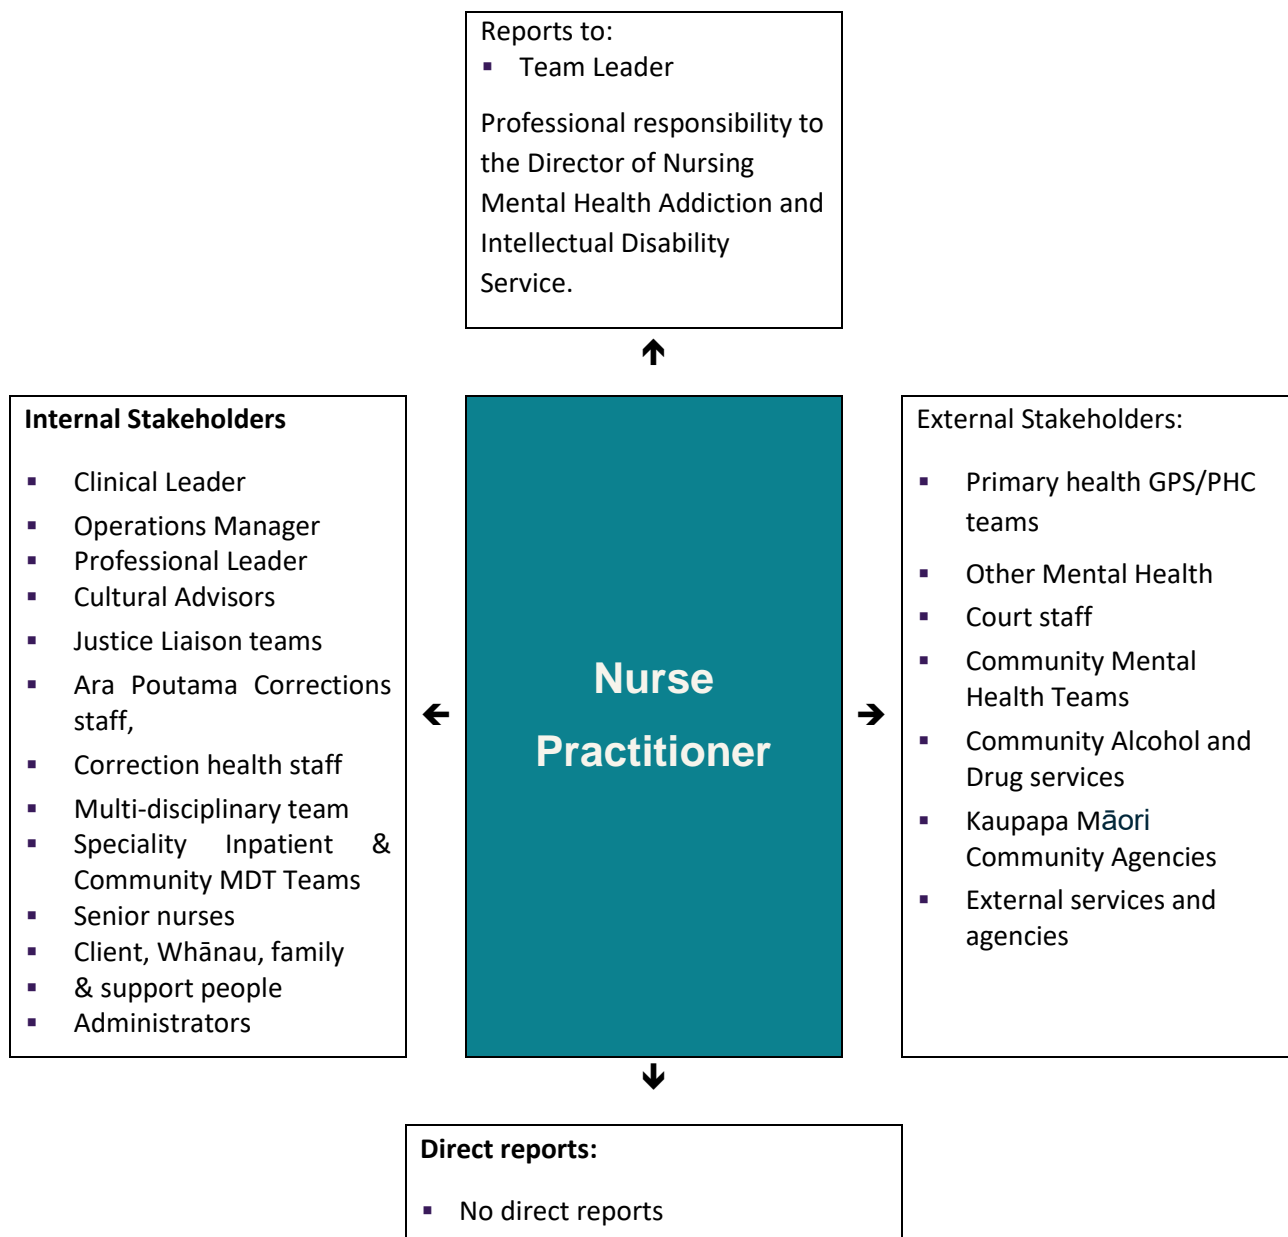 Reports to:
▪ Team Leader
Professional responsibility to
the Director of Nursing
Mental Health Addiction and
Intellectual Disability
Service.
Internal Stakeholders
▪ Clinical Leader
▪ Operations Manager
▪ Professional Leader
▪ Cultural Advisors
▪ Justice Liaison teams
▪ Ara Poutama Corrections
staff,
▪ Correction health staff
▪ Multi-disciplinary team
▪ Speciality Inpatient &
Community MDT Teams
▪ Senior nurses
▪ Client, Whānau, family
▪ & support people
▪ Administrators
Nurse
Practitioner
External Stakeholders:
▪ Primary health GPS/PHC
teams
▪ Other Mental Health
▪ Court staff
▪ Community Mental
Health Teams
▪ Community Alcohol and
Drug services
▪ Kaupapa Māori
Community Agencies
▪ External services and
agencies
Direct reports:
▪ No direct reports